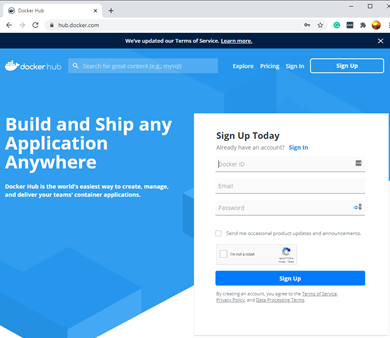 Docker Hub
hub.docker.com
We've updated our Terms of Service. Learn more.
docker hub
Search for great content (e.g., mysql)
Explore Pricing Sign In Sign Up
Build and Ship any
Application
Anywhere
Docker Hub is the world's easiest way to create, manage,
and deliver your teams' container applications.
Sign Up Today
Already have an account? Sign In
Docker ID
Email
Password
Send me occasional product updates and announcements.
I'm not a robot
reCAPTCHA
Privacy - Terms
Sign Up
By creating an account, you agree to the Terms of Service,
Privacy Policy, and Data Processing Terms.